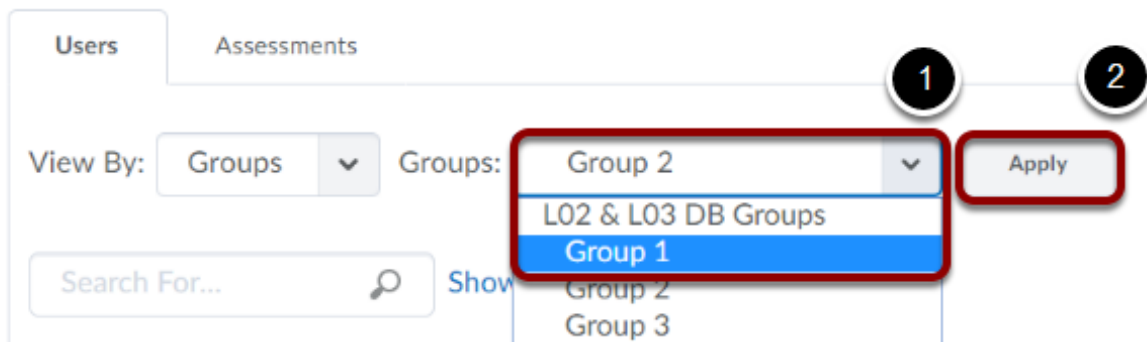 Users Assessments
1 2
View By: Groups Groups: Group 2 Apply
L02 & L03 DB Groups
Group 1
Search For... Show Group 2
Group 3